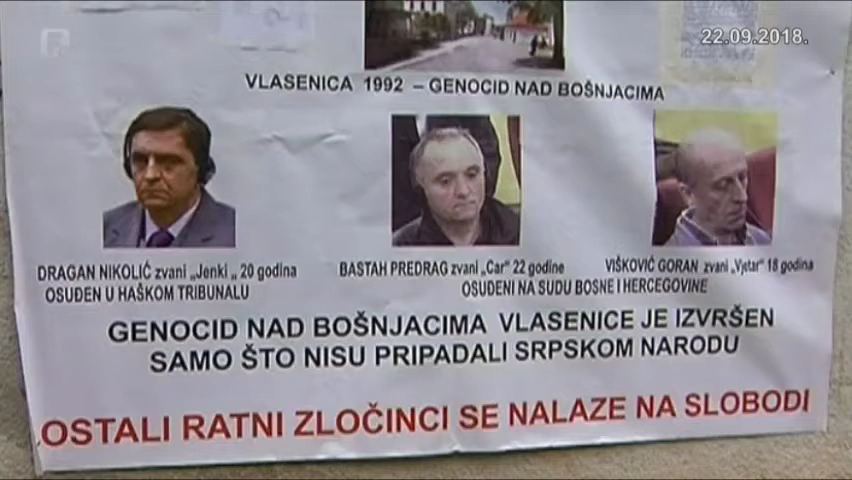 22.09.2018.
VLASENICA 1992 – GENOCID NAD BOŠNJACIMA
DRAGAN NIKOLIĆ zvani „Jenki „ 20 godina
OSUĐEN U HAŠKOM TRIBUNALU
BASTAH PREDRAG zvani „Car“ 22 godine
VIŠKOVIĆ GORAN zvani „Vjetar“ 18 godina
OSUĐENI NA SUDU BOSNE I HERCEGOVINE
GENOCID NAD BOŠNJACIMA VLASENICE JE IZVRŠEN
SAMO ŠTO NISU PRIPADALI SRPSKOM NARODU
OSTALI RATNI ZLOČINCI SE NALAZE NA SLOBODI